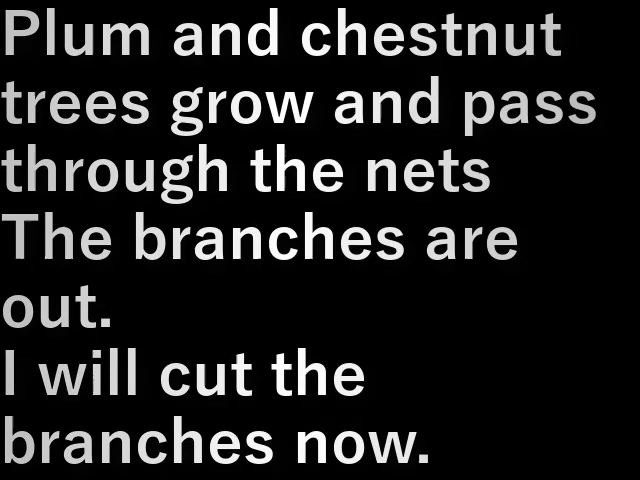 Plum and chestnut
trees grow and pass
through the nets
The branches are
out.
I will cut the
branches now.